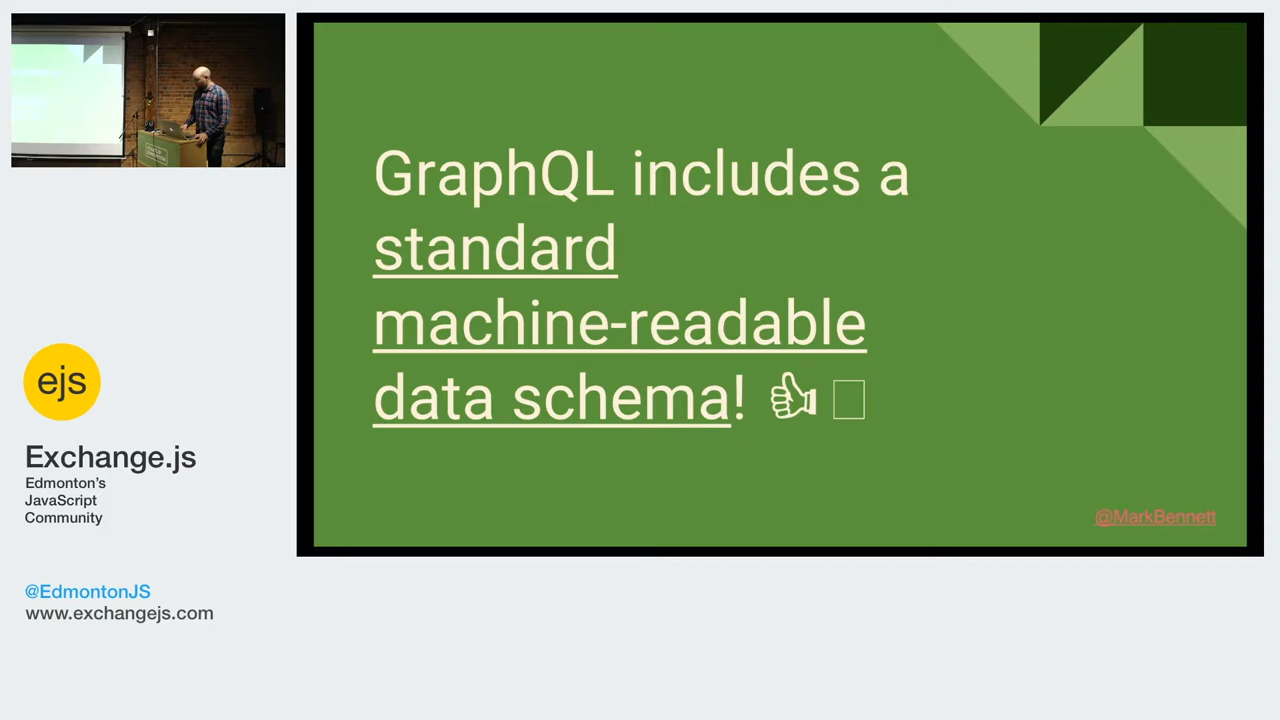 GraphQL includes a
standard
machine-readable
data schema! 👍
@MarkBennett
ejs
Exchange.js
Edmonton's
JavaScript
Community
@EdmontonJS
www.exchangejs.com